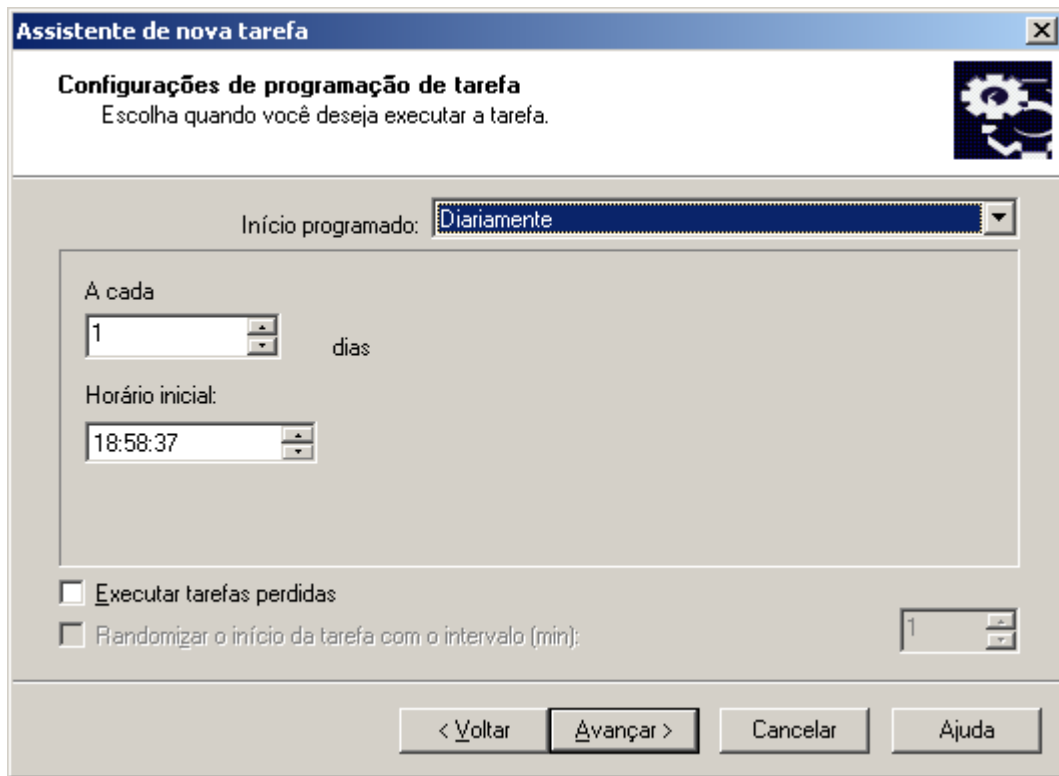 Assistente de nova tarefa
Configurações de programação de tarefa
Escolha quando você deseja executar a tarefa.
Início programado: Diariamente
A cada
1 dias
Horário inicial:
18:58:37
Executar tarefas perdidas
Randomizar o início da tarefa com o intervalo (min): 1
< Voltar Avançar > Cancelar Ajuda